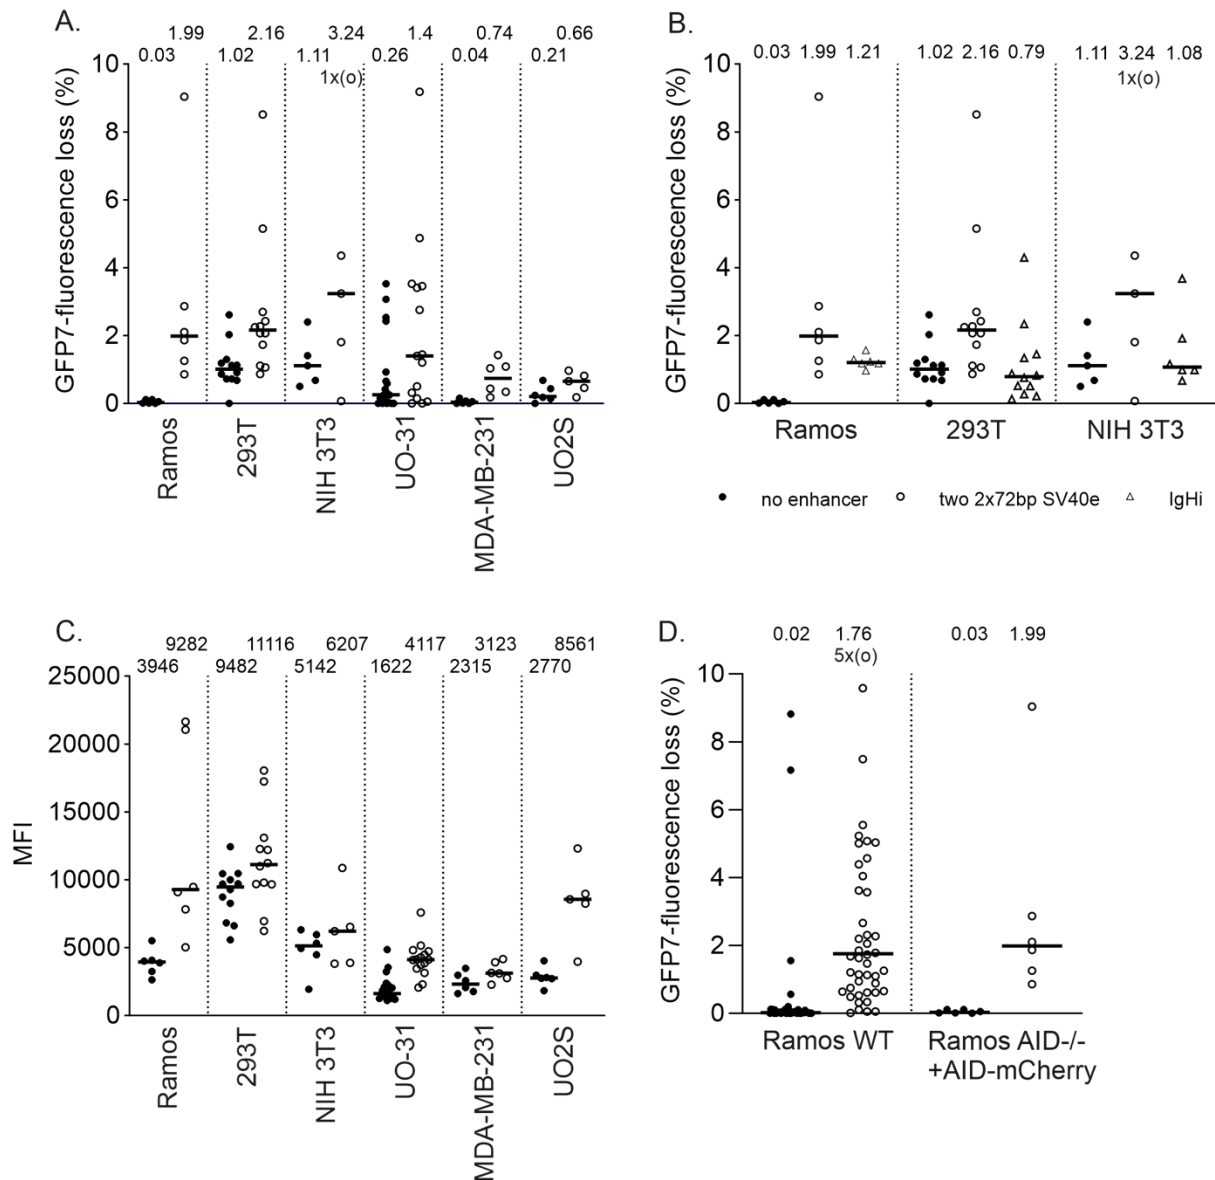 A.
1.99 2.16 3.24 1.4 0.74 0.66
0.03 1.02 1.11 0.26 0.04 0.21
1x(o)
GFP7-fluorescence loss (%)
10
8
6
4
2
0
Ramos
293T
NIH 3T3
UO-31
MDA-MB-231
UO2S
B.
0.03 1.99 1.21 1.02 2.16 0.79 1.11 3.24 1.08
1x(o)
GFP7-fluorescence loss (%)
10
8
6
4
2
0
Ramos 293T NIH 3T3
no enhancer two 2x72bp SV40e IgHi
C.
9282 11116 6207 4117 3123 8561
3946 9482 5142 1622 2315 2770
MFI
25000
20000
15000
10000
5000
0
Ramos
293T
NIH 3T3
UO-31
MDA-MB-231
UO2S
D.
0.02 1.76 0.03 1.99
5x(o)
GFP7-fluorescence loss (%)
10
8
6
4
2
0
Ramos WT Ramos AID-/-
+AID-mCherry